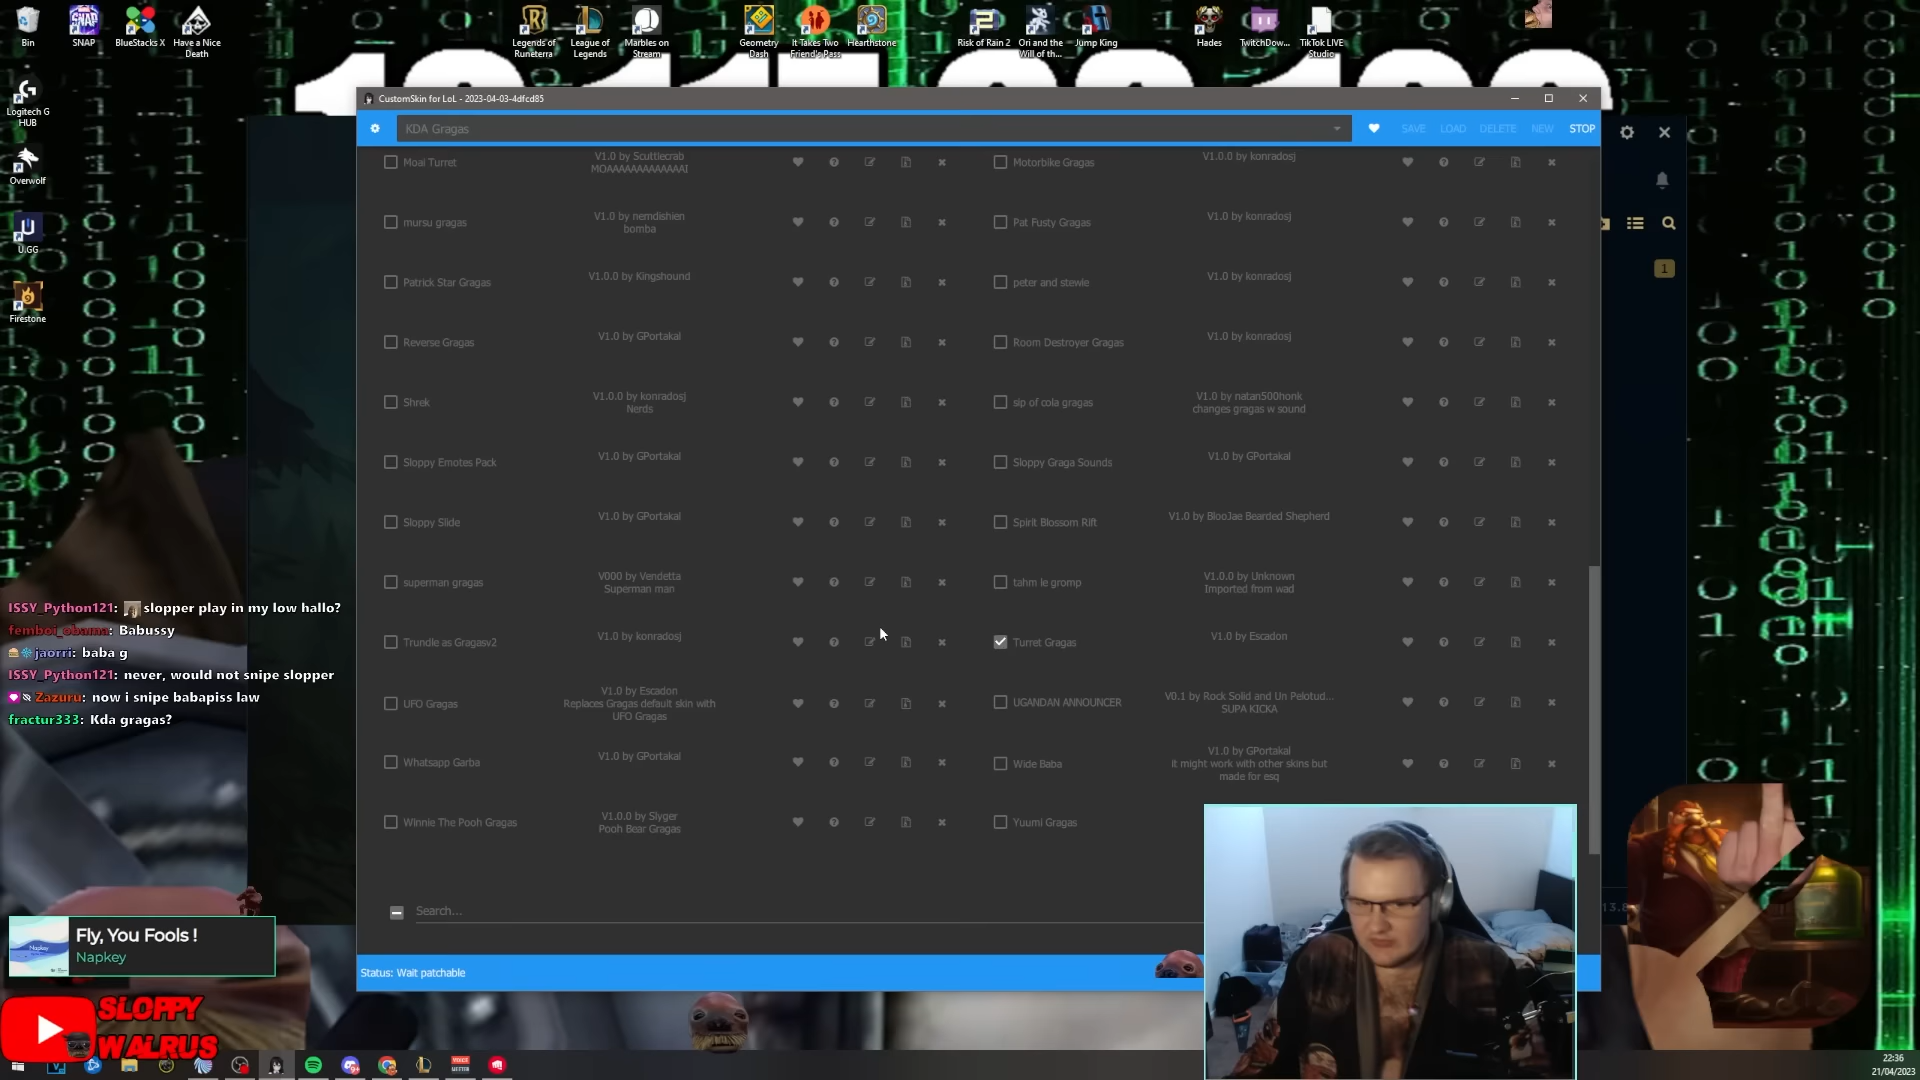 Bin
SNAP
BlueStacks X
Have a Nice
Death
Legends of
Runeterra
League of
Legends
Marbles on
Stream
Geometry
Dash
It Takes Two
Friend's Pass
Hearthstone
Risk of Rain 2
Ori and the
Will of th...
Jump King
Hades
TwitchDow...
TikTok LIVE
Studio
Logitech G
HUB
Overwolf
U.GG
Firestone
CustomSkin for LoL - 2023-04-03-4dfcd85
KDA Gragas
SAVE
LOAD
DELETE
NEW
STOP
1
Moai Turret
V1.0 by Scuttlecrab
MOAAAAAAAAAAAAI
Motorbike Gragas
V1.0.0 by konradosj
mursu gragas
V1.0 by nemdishien
bomba
Pat Fusty Gragas
V1.0 by konradosj
Patrick Star Gragas
V1.0.0 by Kingshound
peter and stewie
V1.0 by konradosj
Reverse Gragas
V1.0 by GPortakal
Room Destroyer Gragas
V1.0 by konradosj
Shrek
V1.0.0 by konradosj
Nerds
sip of cola gragas
V1.0 by natan500honk
changes gragas w sound
Sloppy Emotes Pack
V1.0 by GPortakal
Sloppy Graga Sounds
V1.0 by GPortakal
Sloppy Slide
V1.0 by GPortakal
Spirit Blossom Rift
V1.0 by BlooJae Bearded Shepherd
superman gragas
V000 by Vendetta
Superman man
tahm le gromp
V1.0.0 by Unknown
Imported from wad
Trundle as Gragasv2
V1.0 by konradosj
Turret Gragas
V1.0 by Escadon
UFO Gragas
V1.0 by Escadon
Replaces Gragas default skin with
UFO Gragas
UGANDAN ANNOUNCER
V0.1 by Rock Solid and Un Pelotud...
SUPA KICKA
Whatsapp Garba
V1.0 by GPortakal
Wide Baba
V1.0 by GPortakal
it might work with other skins but
made for esq
Winnie The Pooh Gragas
V1.0.0 by Slyger
Pooh Bear Gragas
Yuumi Gragas
Search...
Status: Wait patchable
ISSY_Python121: slopper play in my low hallo?
femboi_obama: Babussy
jaorri: baba g
ISSY_Python121: never, would not snipe slopper
Zazuru: now i snipe babapiss law
fractur333: Kda gragas?
Fly, You Fools !
Napkey
SLOPPY
WALRUS
22:36
21/04/2023